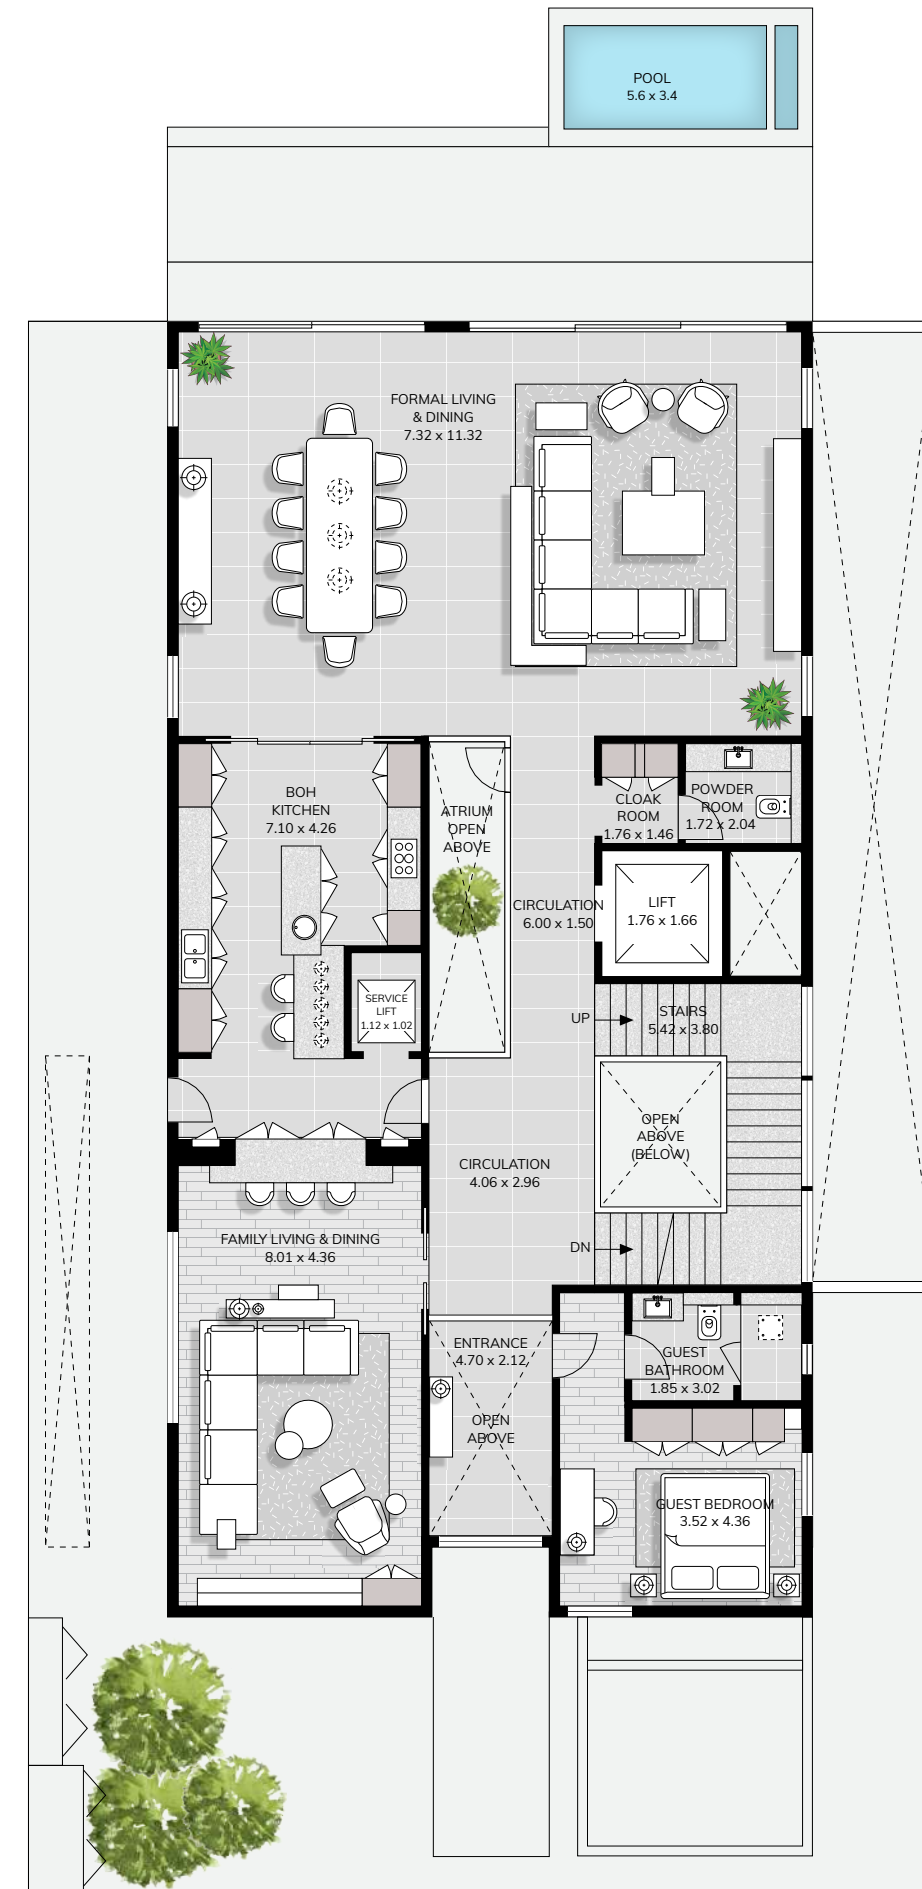 POOL
5.6 x 3.4
FORMAL LIVING
& DINING
7.32 x 11.32
BOH
KITCHEN
7.10 x 4.26
ATRIUM
OPEN
ABOVE
CLOAK
ROOM
1.76 x 1.46
POWDER
ROOM
1.72 x 2.04
CIRCULATION
6.00 x 1.50
LIFT
1.76 x 1.66
SERVICE
LIFT
1.12 x 1.02
UP
STAIRS
5.42 x 3.80
OPEN
ABOVE
(BELOW)
CIRCULATION
4.06 x 2.96
FAMILY LIVING & DINING
8.01 x 4.36
DN
ENTRANCE
4.70 x 2.12
OPEN
ABOVE
GUEST
BATHROOM
1.85 x 3.02
GUEST BEDROOM
3.52 x 4.36